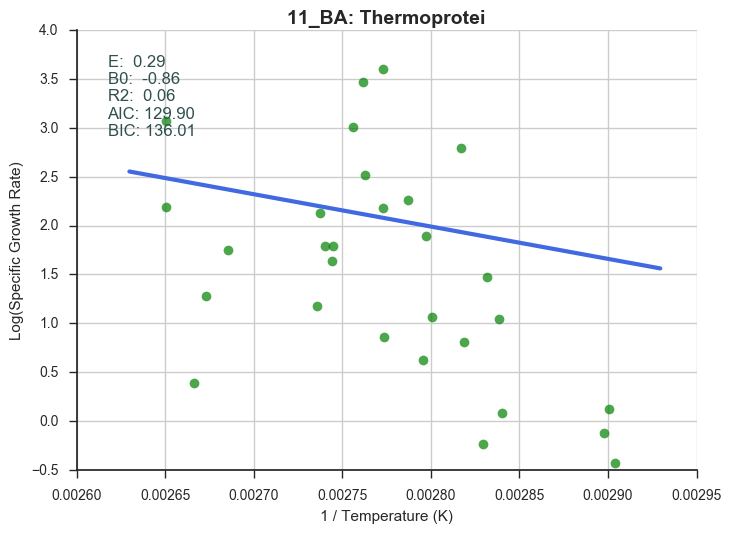 11_BA: Thermoprotei
4.0
3.5
3.0
2.5
2.0
1.5
1.0
0.5
0.0
−0.5
E:  0.29
B0:  -0.86
R2:  0.06
AIC: 129.90
BIC: 136.01
Log(Specific Growth Rate)
0.00260 0.00265 0.00270 0.00275 0.00280 0.00285 0.00290 0.00295
1 / Temperature (K)